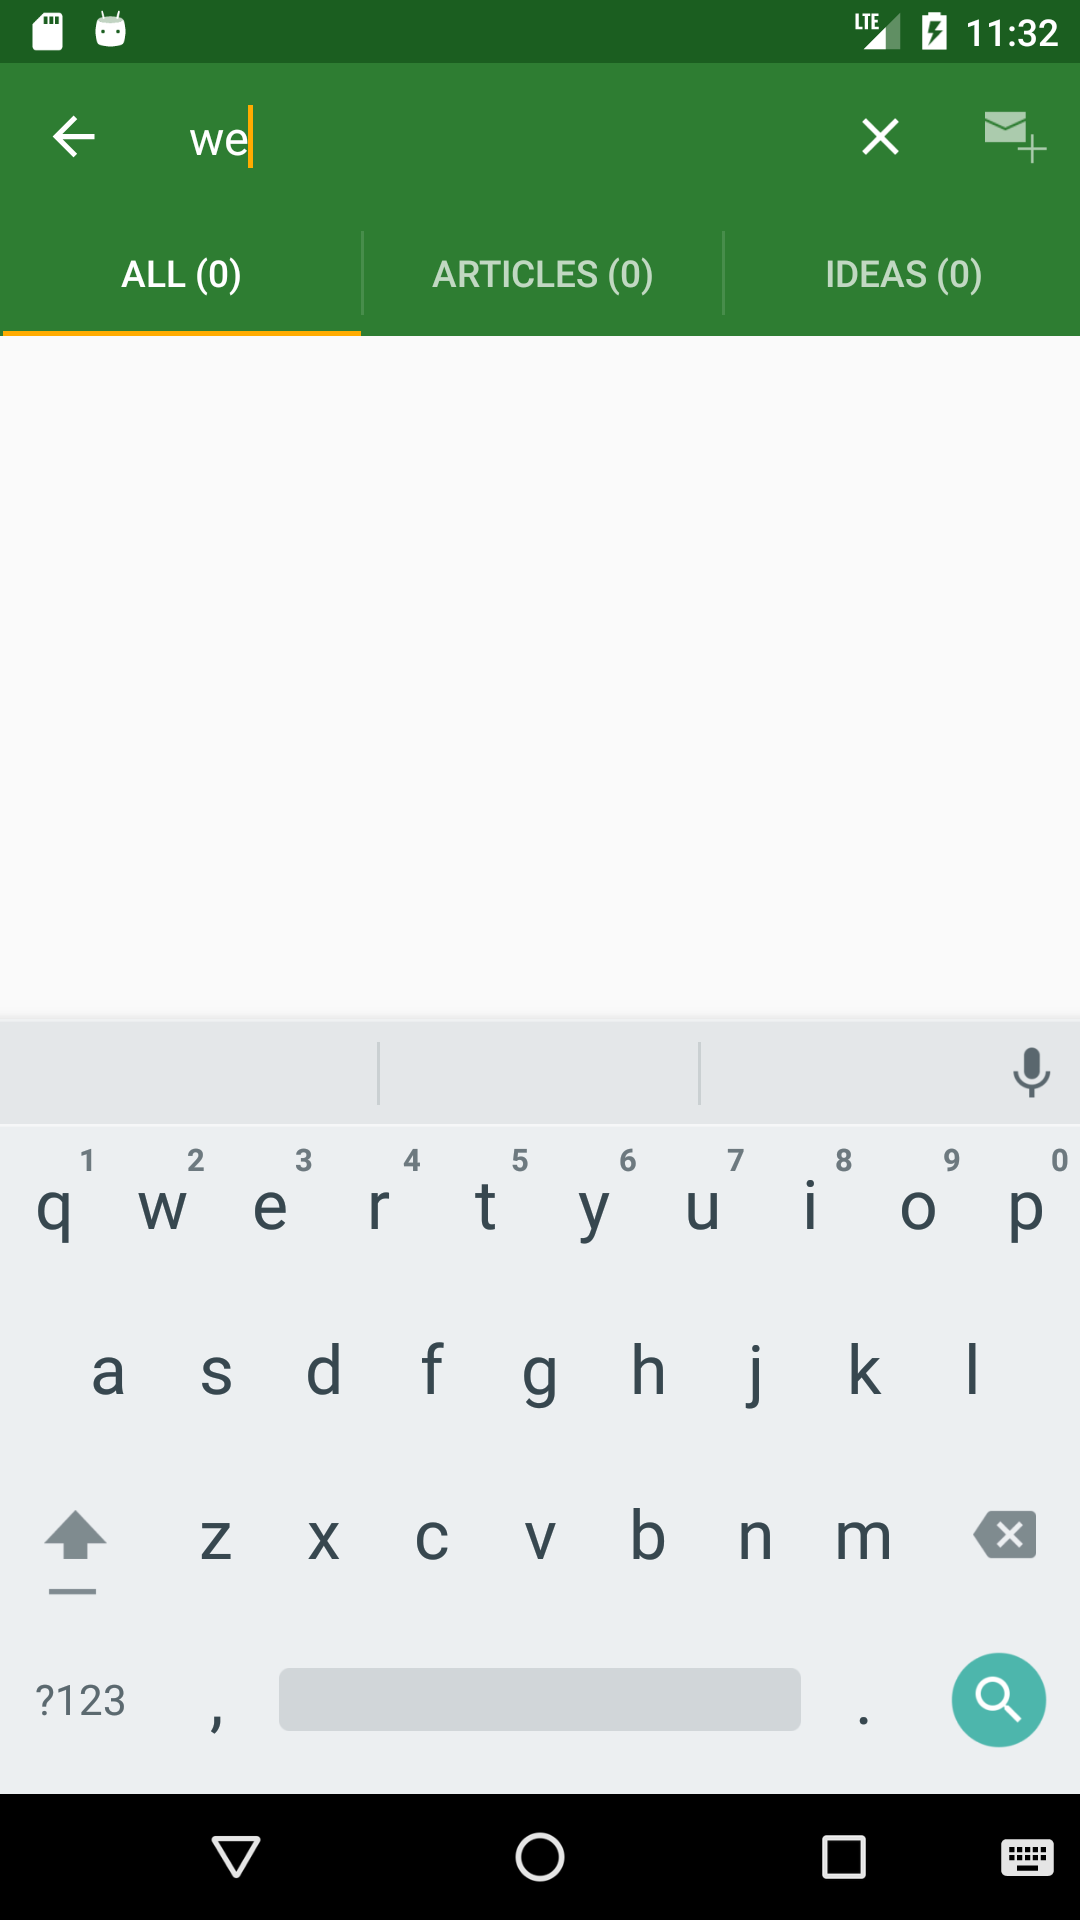 LTE 11:32
we
ALL (0) ARTICLES (0) IDEAS (0)
1 2 3 4 5 6 7 8 9 0
q w e r t y u i o p
a s d f g h j k l
z x c v b n m
?123 , .